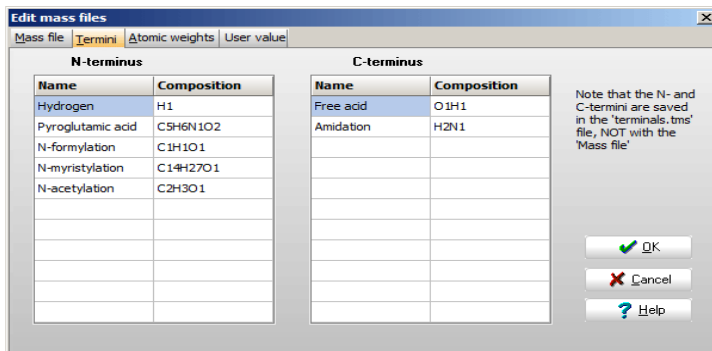 Edit mass files
Mass file Termini Atomic weights User value
N-terminus
Name Composition
Hydrogen H1
Pyroglutamic acid C5H6N1O2
N-formylation C1H1O1
N-myristylation C14H27O1
N-acetylation C2H3O1
C-terminus
Name Composition
Free acid O1H1
Amidation H2N1
Note that the N- and
C-termini are saved
in the 'terminals.tms'
file, NOT with the
'Mass file'
OK
Cancel
Help